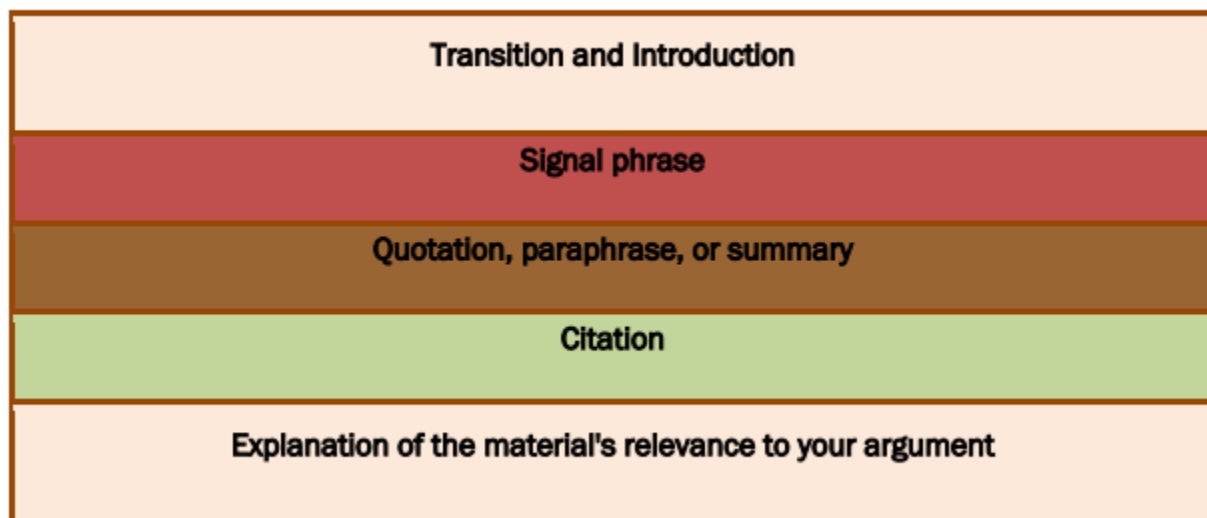 Transition and Introduction
Signal phrase
Quotation, paraphrase, or summary
Citation
Explanation of the material's relevance to your argument